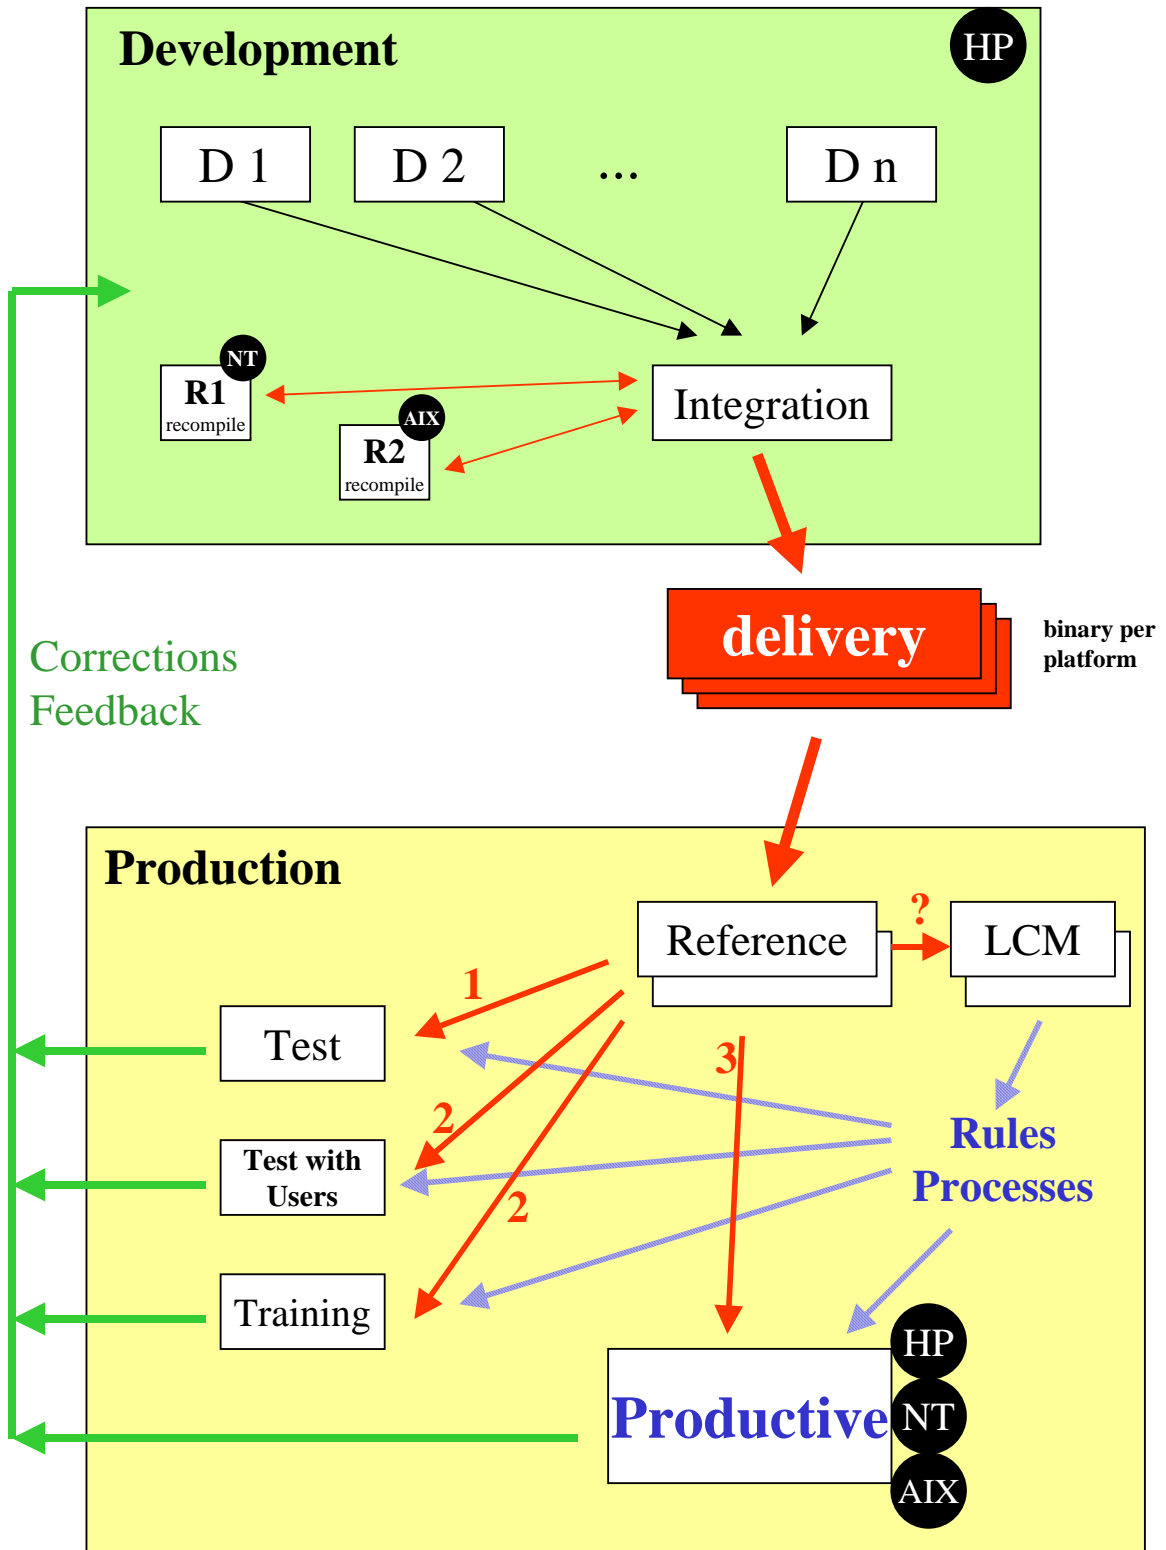 Development
HP
D 1
D 2
...
D n
NT
R1
recompile
AIX
R2
recompile
Integration
delivery
binary per
platform
Corrections
Feedback
Production
Reference
?
LCM
1
Test
3
2
Test with
Users
Rules
Processes
2
Training
HP
Productive
NT
AIX